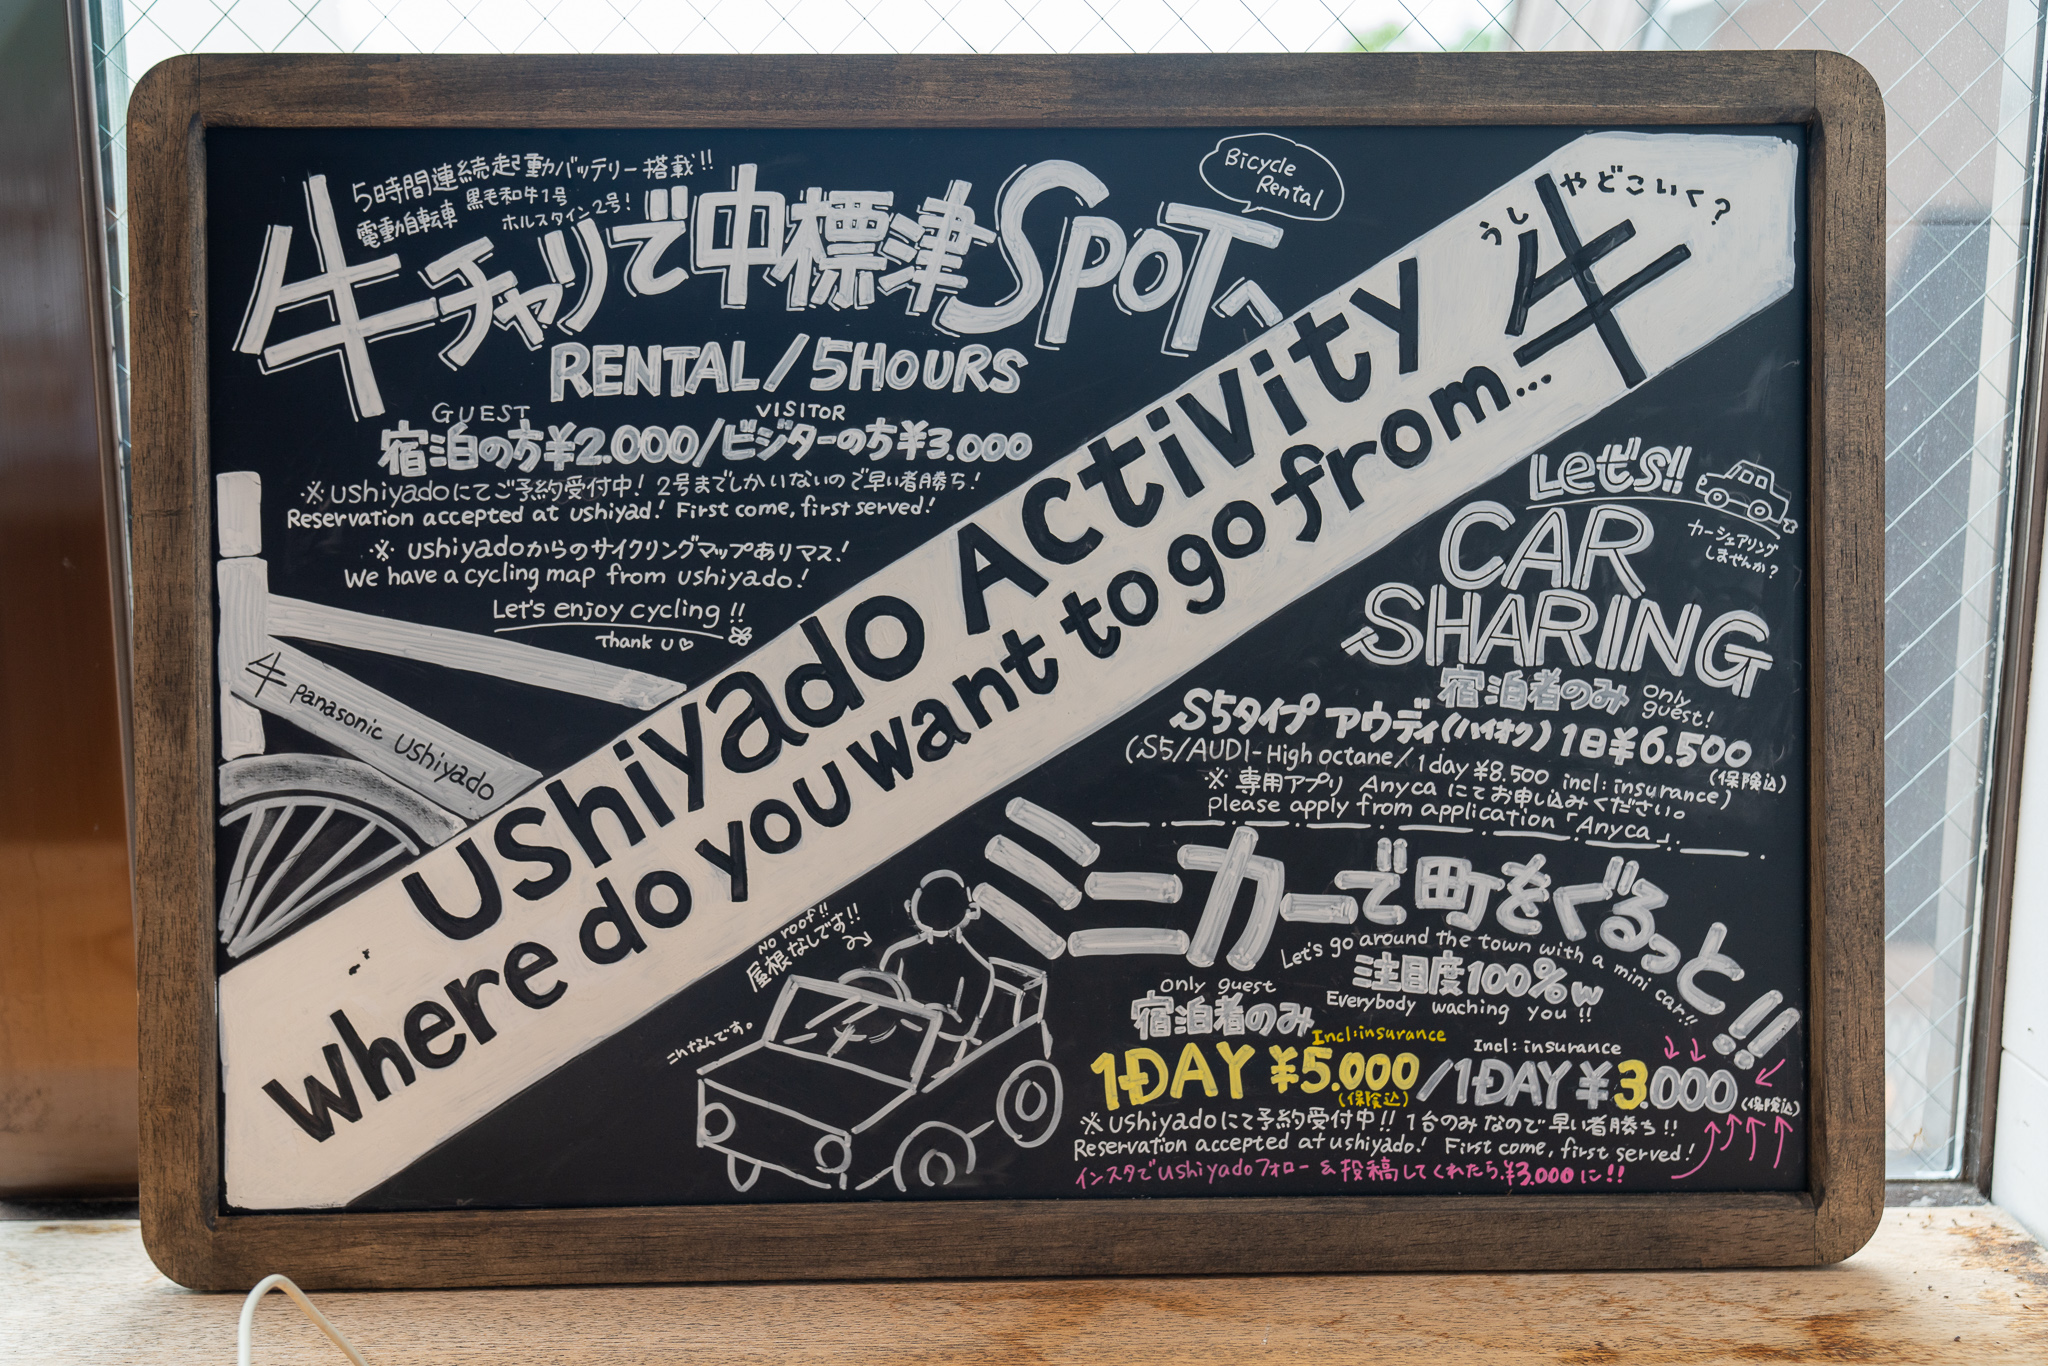 5時間連続起動バッテリー搭載!!
電動自転車 黒毛和牛1号
ホルスタイン2号!
牛チャリで中標津SPOTへ
Bicycle
Rental
RENTAL/5HOURS
GUEST VISITOR
宿泊の方¥2.000/ビジターの方¥3.000
※ushiyadoにてご予約受付中! 2号までしかいないので早い者勝ち!
Reservation accepted at ushiyad! First come, first served!
※ushiyadoからのサイクリングマップありマス!
We have a cycling map from ushiyado!
Let's enjoy cycling!!
Thank U♡
牛 panasonic ushiyado
うし やどこいく?
牛
ushiyado Activity
where do you want to go from...
Let's!!
カーシェアリング
しませんか?
CAR
SHARING
宿泊者のみ only
guest!
S5タイプ アウディ(ハイオク) 1日¥6.500
(保険込)
(S5/AUDI-High octane/1day ¥8.500 incl:insurance)
※専用アプリ Anycaにてお申し込みください。
please apply from application「Anyca」
ミニカーで町をぐるっと!!
Let's go around the town with a mini car!!
注目度100%w
Everybody waching you!!
No roof!!
屋根なしです!!
こんなんです。
only guest
宿泊者のみ
Incl:insurance Incl:insurance
1DAY ¥5.000/1DAY ¥3.000
(保険込) (保険込)
※ushiyadoにて予約受付中!! 1台のみなので早い者勝ち!!
Reservation accepted at ushiyado! First come, first served!
インスタでushiyadoフォロー&投稿してくれたら¥3.000に!!